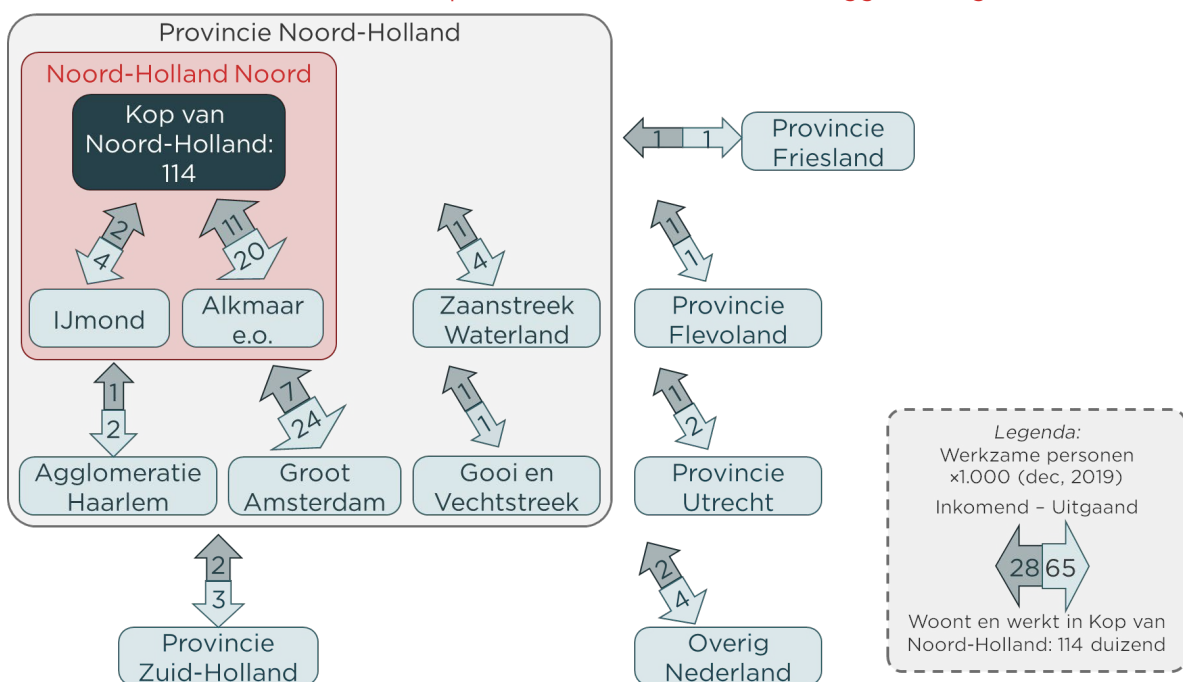 Provincie Noord-Holland
Noord-Holland Noord
Kop van
Noord-Holland:
114
1 1
Provincie
Friesland
2
4
11
20
1
4
1
1
IJmond
Alkmaar
e.o.
Zaanstreek
Waterland
Provincie
Flevoland
1
2
7
24
1
1
1
2
Agglomeratie
Haarlem
Groot
Amsterdam
Gooi en
Vechtstreek
Provincie
Utrecht
2
3
2
4
Provincie
Zuid-Holland
Overig
Nederland
Legenda:
Werkzame personen
×1.000 (dec, 2019)
Inkomend – Uitgaand
28 65
Woont en werkt in Kop van
Noord-Holland: 114 duizend